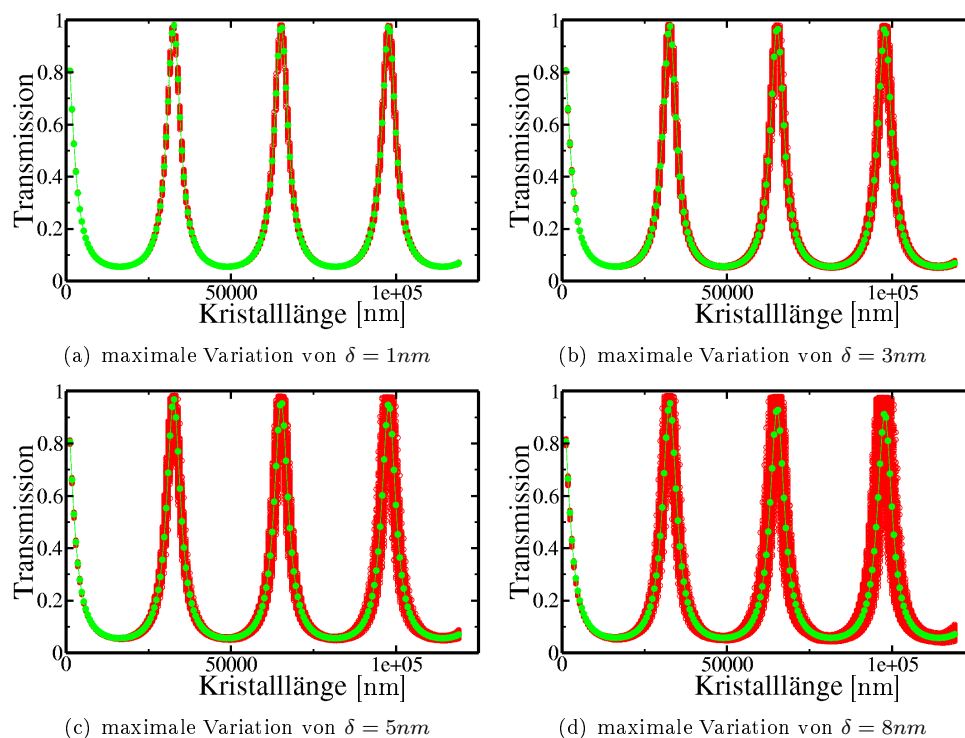 1
0.8
0.6
0.4
0.2
0
Transmission
0 50000 1e+05
Kristalllänge [nm]
(a) maximale Variation von δ = 1nm
1
0.8
0.6
0.4
0.2
0
Transmission
0 50000 1e+05
Kristalllänge [nm]
(b) maximale Variation von δ = 3nm
1
0.8
0.6
0.4
0.2
0
Transmission
0 50000 1e+05
Kristalllänge [nm]
(c) maximale Variation von δ = 5nm
1
0.8
0.6
0.4
0.2
0
Transmission
0 50000 1e+05
Kristalllänge [nm]
(d) maximale Variation von δ = 8nm